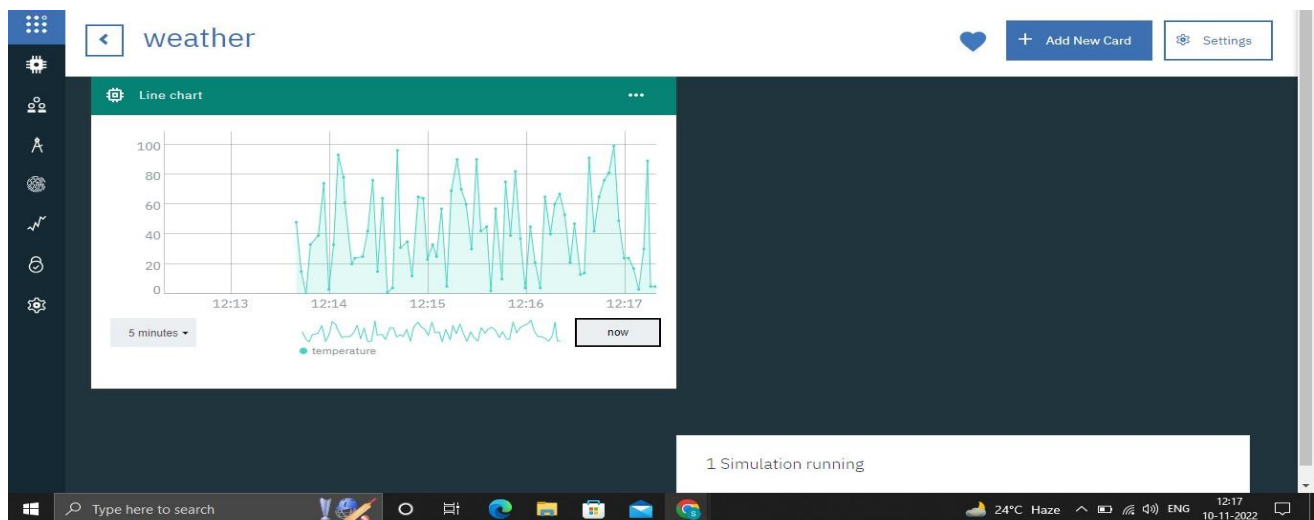 weather
+ Add New Card
Settings
Line chart
100
80
60
40
20
0
12:13 12:14 12:15 12:16 12:17
5 minutes
now
temperature
1 Simulation running
Type here to search
24°C Haze
ENG
12:17
10-11-2022